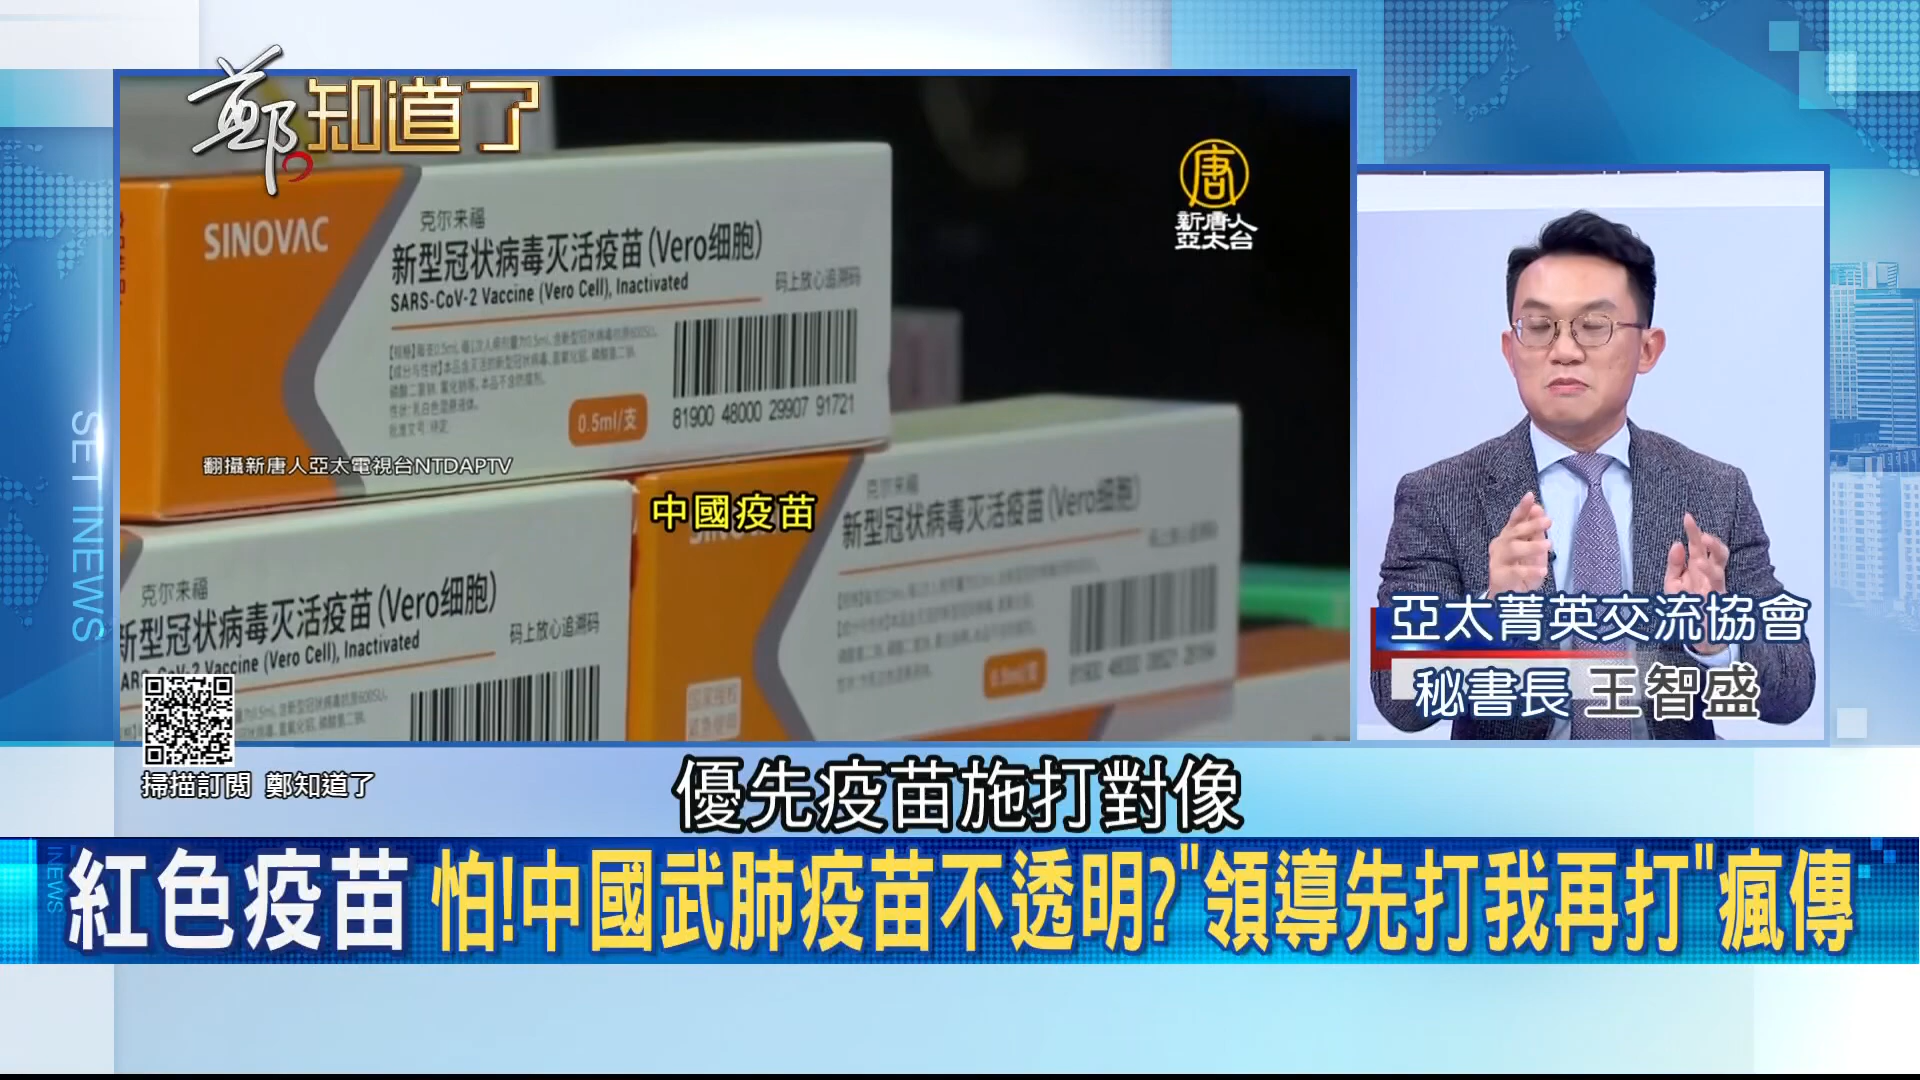 鄭知道了
唐
新唐人
亞太台
SINOVAC
克尔来福
新型冠状病毒灭活疫苗(Vero细胞)
SARS-CoV-2 Vaccine (Vero Cell), Inactivated
码上放心追溯码
0.5ml/支
81900 48000 29907 91721
翻攝新唐人亞太電視台NTDAPTV
中國疫苗
克尔来福
新型冠状病毒灭活疫苗(Vero细胞)
克尔来福
新型冠状病毒灭活疫苗(Vero细胞)
SARS-CoV-2 Vaccine (Vero Cell), Inactivated
码上放心追溯码
SET iNEWS
亞太菁英交流協會
秘書長 王智盛
掃描訂閱 鄭知道了
優先疫苗施打對像
iNEWS
紅色疫苗 怕!中國武肺疫苗不透明?"領導先打我再打"瘋傳